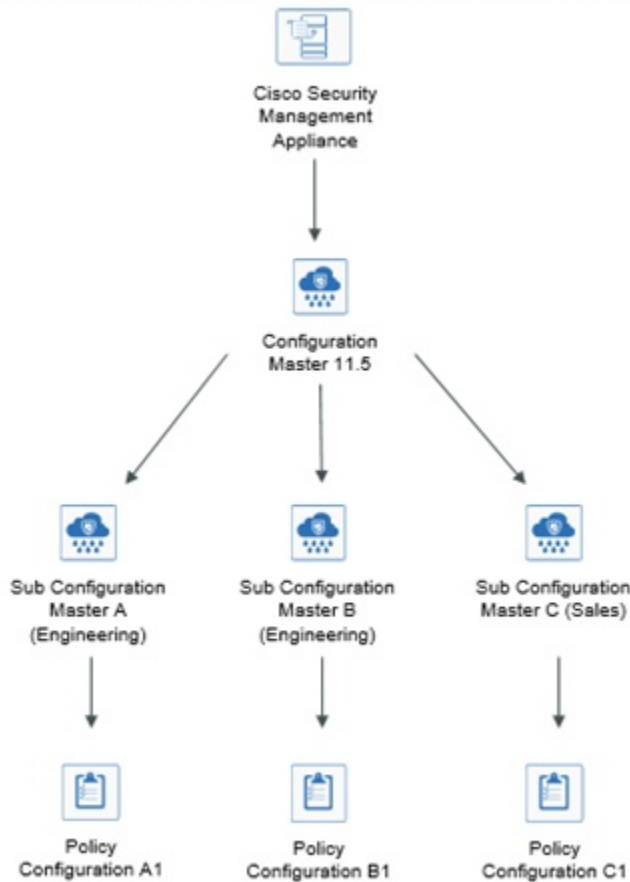 Cisco Security
Management
Appliance
Configuration
Master 11.5
Sub Configuration
Master A
(Engineering)
Sub Configuration
Master B
(Engineering)
Sub Configuration
Master C (Sales)
Policy
Configuration A1
Policy
Configuration B1
Policy
Configuration C1